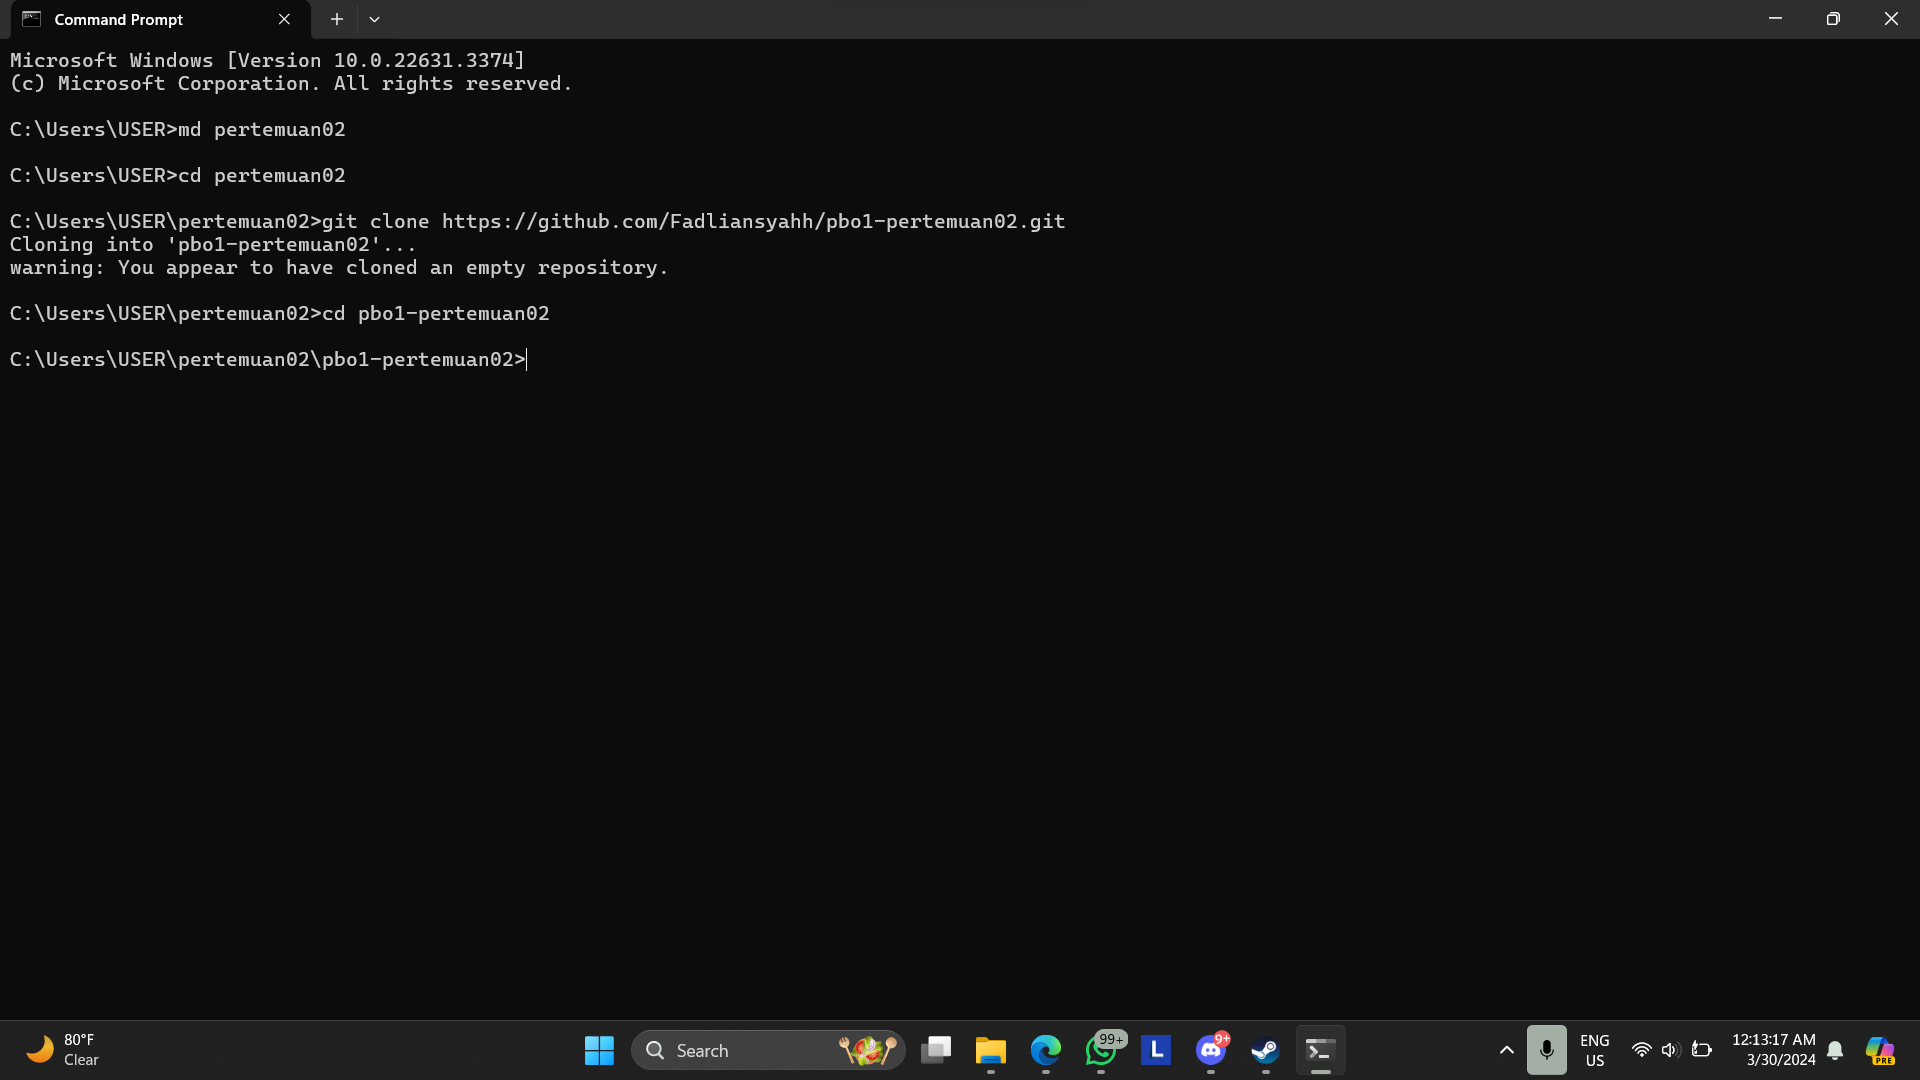 Command Prompt
Microsoft Windows [Version 10.0.22631.3374]
(c) Microsoft Corporation. All rights reserved.
C:\Users\USER>md pertemuan02
C:\Users\USER>cd pertemuan02
C:\Users\USER\pertemuan02>git clone https://github.com/Fadliansyahh/pbo1-pertemuan02.git
Cloning into 'pbo1-pertemuan02'...
warning: You appear to have cloned an empty repository.
C:\Users\USER\pertemuan02>cd pbo1-pertemuan02
C:\Users\USER\pertemuan02\pbo1-pertemuan02>
80°F
Clear
Search
99+
L
9+
ENG
US
12:13:17 AM
3/30/2024
PRE